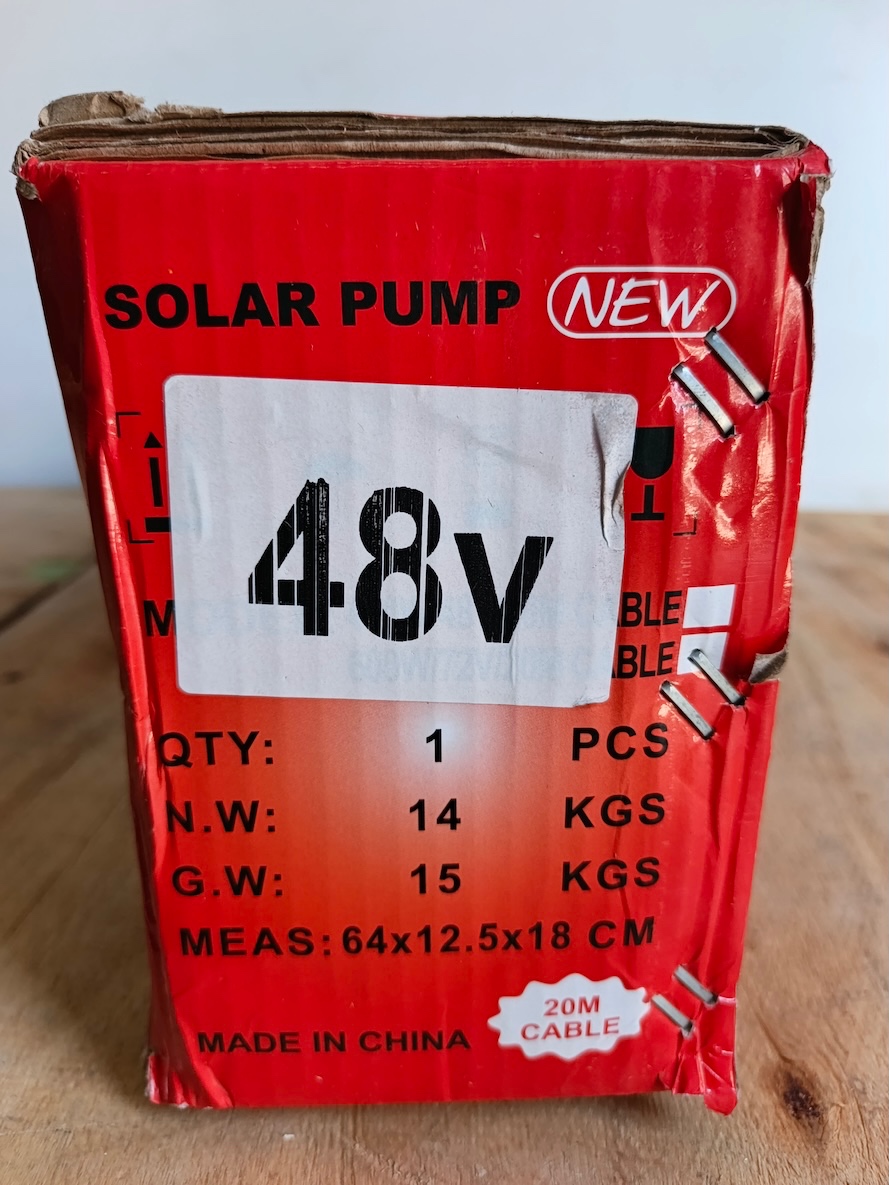 SOLAR PUMP NEW
48v
QTY: 1 PCS
N.W: 14 KGS
G.W: 15 KGS
MEAS: 64x12.5x18 CM
20M
CABLE
MADE IN CHINA